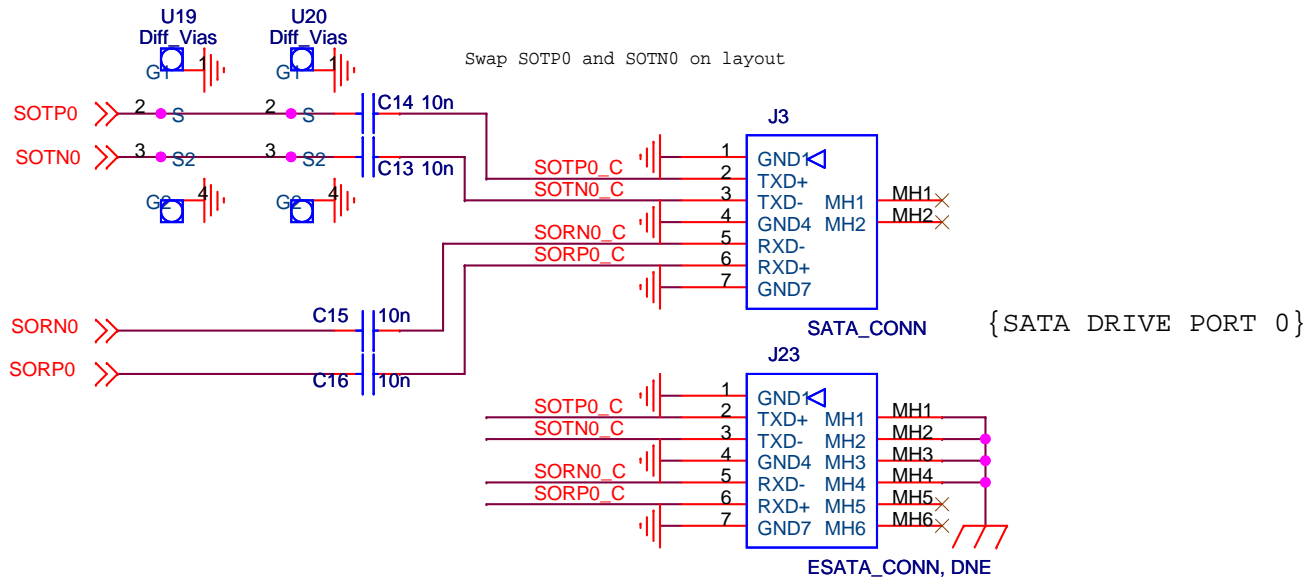 U19
Diff_Vias
U20
Diff_Vias
Swap SOTP0 and SOTN0 on layout
G1
1
G1
1
SOTP0
2
S
2
S
C14 10n
SOTN0
3
S2
3
S2
C13 10n
G2
4
G2
4
J3
SOTP0_C
SOTN0_C
SORN0_C
SORP0_C
1
GND1
2
TXD+
3
TXD-
MH1
MH1
4
GND4
MH2
MH2
5
RXD-
6
RXD+
7
GND7
SATA_CONN
{SATA DRIVE PORT 0}
SORN0
C15
10n
SORP0
C16
10n
J23
1
GND1
SOTP0_C
2
TXD+
MH1
MH1
SOTN0_C
3
TXD-
MH2
MH2
4
GND4
MH3
MH3
SORN0_C
5
RXD-
MH4
MH4
SORP0_C
6
RXD+
MH5
MH5
7
GND7
MH6
MH6
ESATA_CONN, DNE